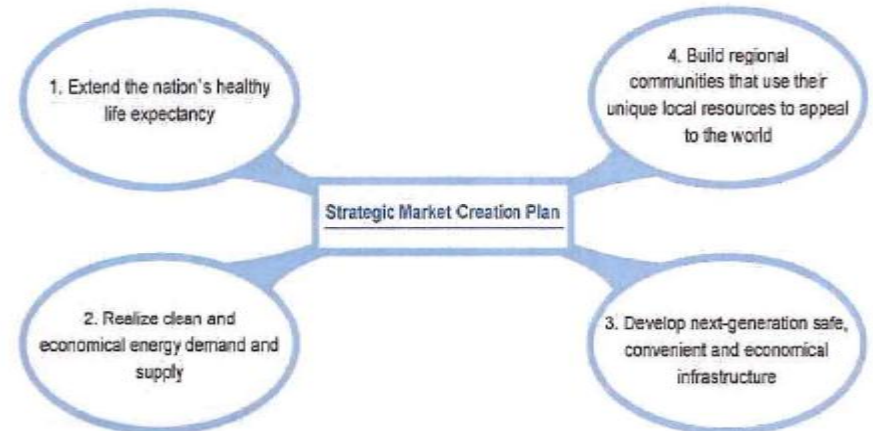 1. Extend the nation's healthy
life expectancy
4. Build regional
communities that use their
unique local resources to appeal
to the world
Strategic Market Creation Plan
2. Realize clean and
economical energy demand and
supply
3. Develop next-generation safe,
convenient and economical
infrastructure